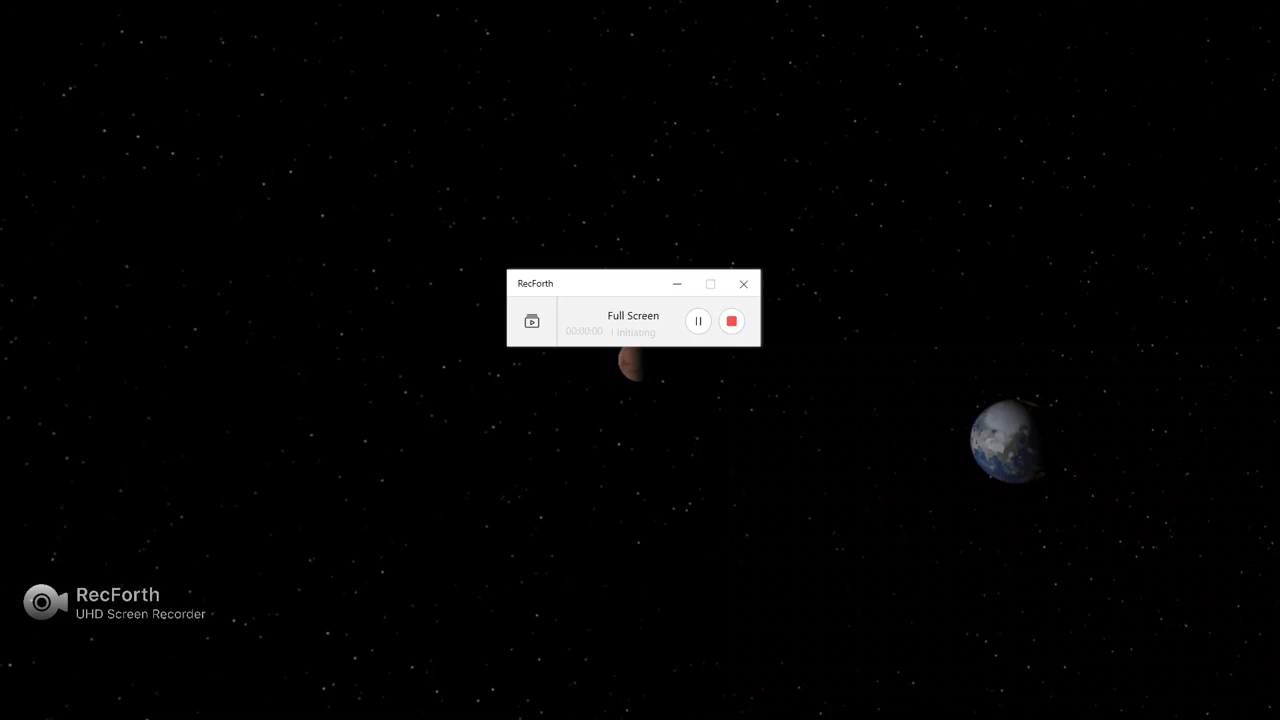 RecForth
Full Screen
00:00:00 | Initiating
RecForth
UHD Screen Recorder